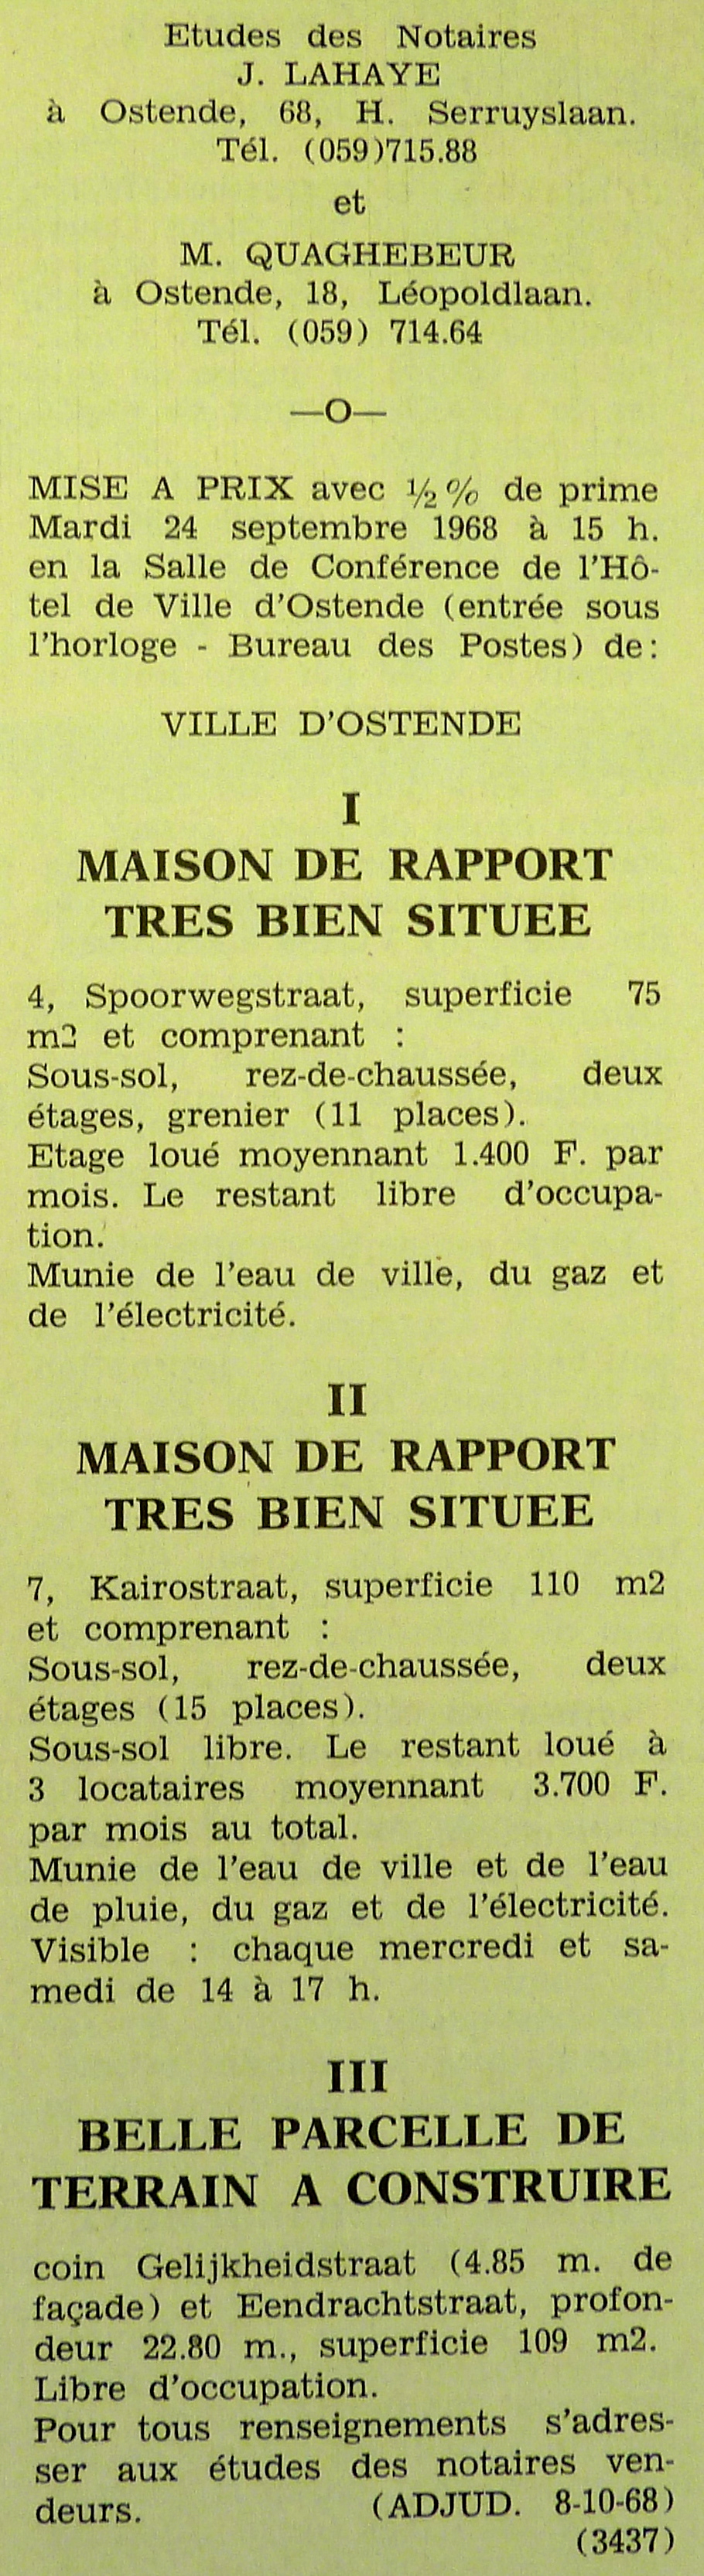 Etudes des Notaires
J. LAHAYE
à Ostende, 68, H. Serruyslaan.
Tél. (059)715.88
et
M. QUAGHEBEUR
à Ostende, 18, Léopoldlaan.
Tél. (059) 714.64
—O—
MISE A PRIX avec ½% de prime
Mardi 24 septembre 1968 à 15 h.
en la Salle de Conférence de l'Hô-
tel de Ville d'Ostende (entrée sous
l'horloge - Bureau des Postes) de:
VILLE D'OSTENDE
I
MAISON DE RAPPORT
TRES BIEN SITUEE
4, Spoorwegstraat, superficie 75
m2 et comprenant :
Sous-sol, rez-de-chaussée, deux
étages, grenier (11 places).
Etage loué moyennant 1.400 F. par
mois. Le restant libre d'occupa-
tion.
Munie de l'eau de ville, du gaz et
de l'électricité.
II
MAISON DE RAPPORT
TRES BIEN SITUEE
7, Kairostraat, superficie 110 m2
et comprenant :
Sous-sol, rez-de-chaussée, deux
étages (15 places).
Sous-sol libre. Le restant loué à
3 locataires moyennant 3.700 F.
par mois au total.
Munie de l'eau de ville et de l'eau
de pluie, du gaz et de l'électricité.
Visible : chaque mercredi et sa-
medi de 14 à 17 h.
III
BELLE PARCELLE DE
TERRAIN A CONSTRUIRE
coin Gelijkheidstraat (4.85 m. de
façade) et Eendrachtstraat, profon-
deur 22.80 m., superficie 109 m2.
Libre d'occupation.
Pour tous renseignements s'adres-
ser aux études des notaires ven-
deurs. (ADJUD. 8-10-68)
(3437)